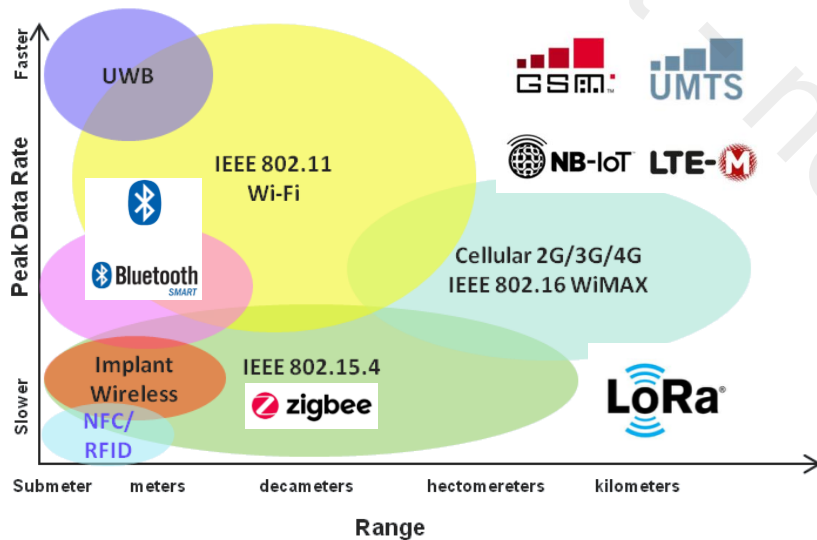 Faster
Peak Data Rate
Slower
UWB
GSM
UMTS
IEEE 802.11
Wi-Fi
NB-IoT
LTE-M
Bluetooth
SMART
Cellular 2G/3G/4G
IEEE 802.16 WiMAX
Implant
Wireless
IEEE 802.15.4
zigbee
LoRa®
NFC/
RFID
Submeter
meters
decameters
hectomereters
kilometers
Range